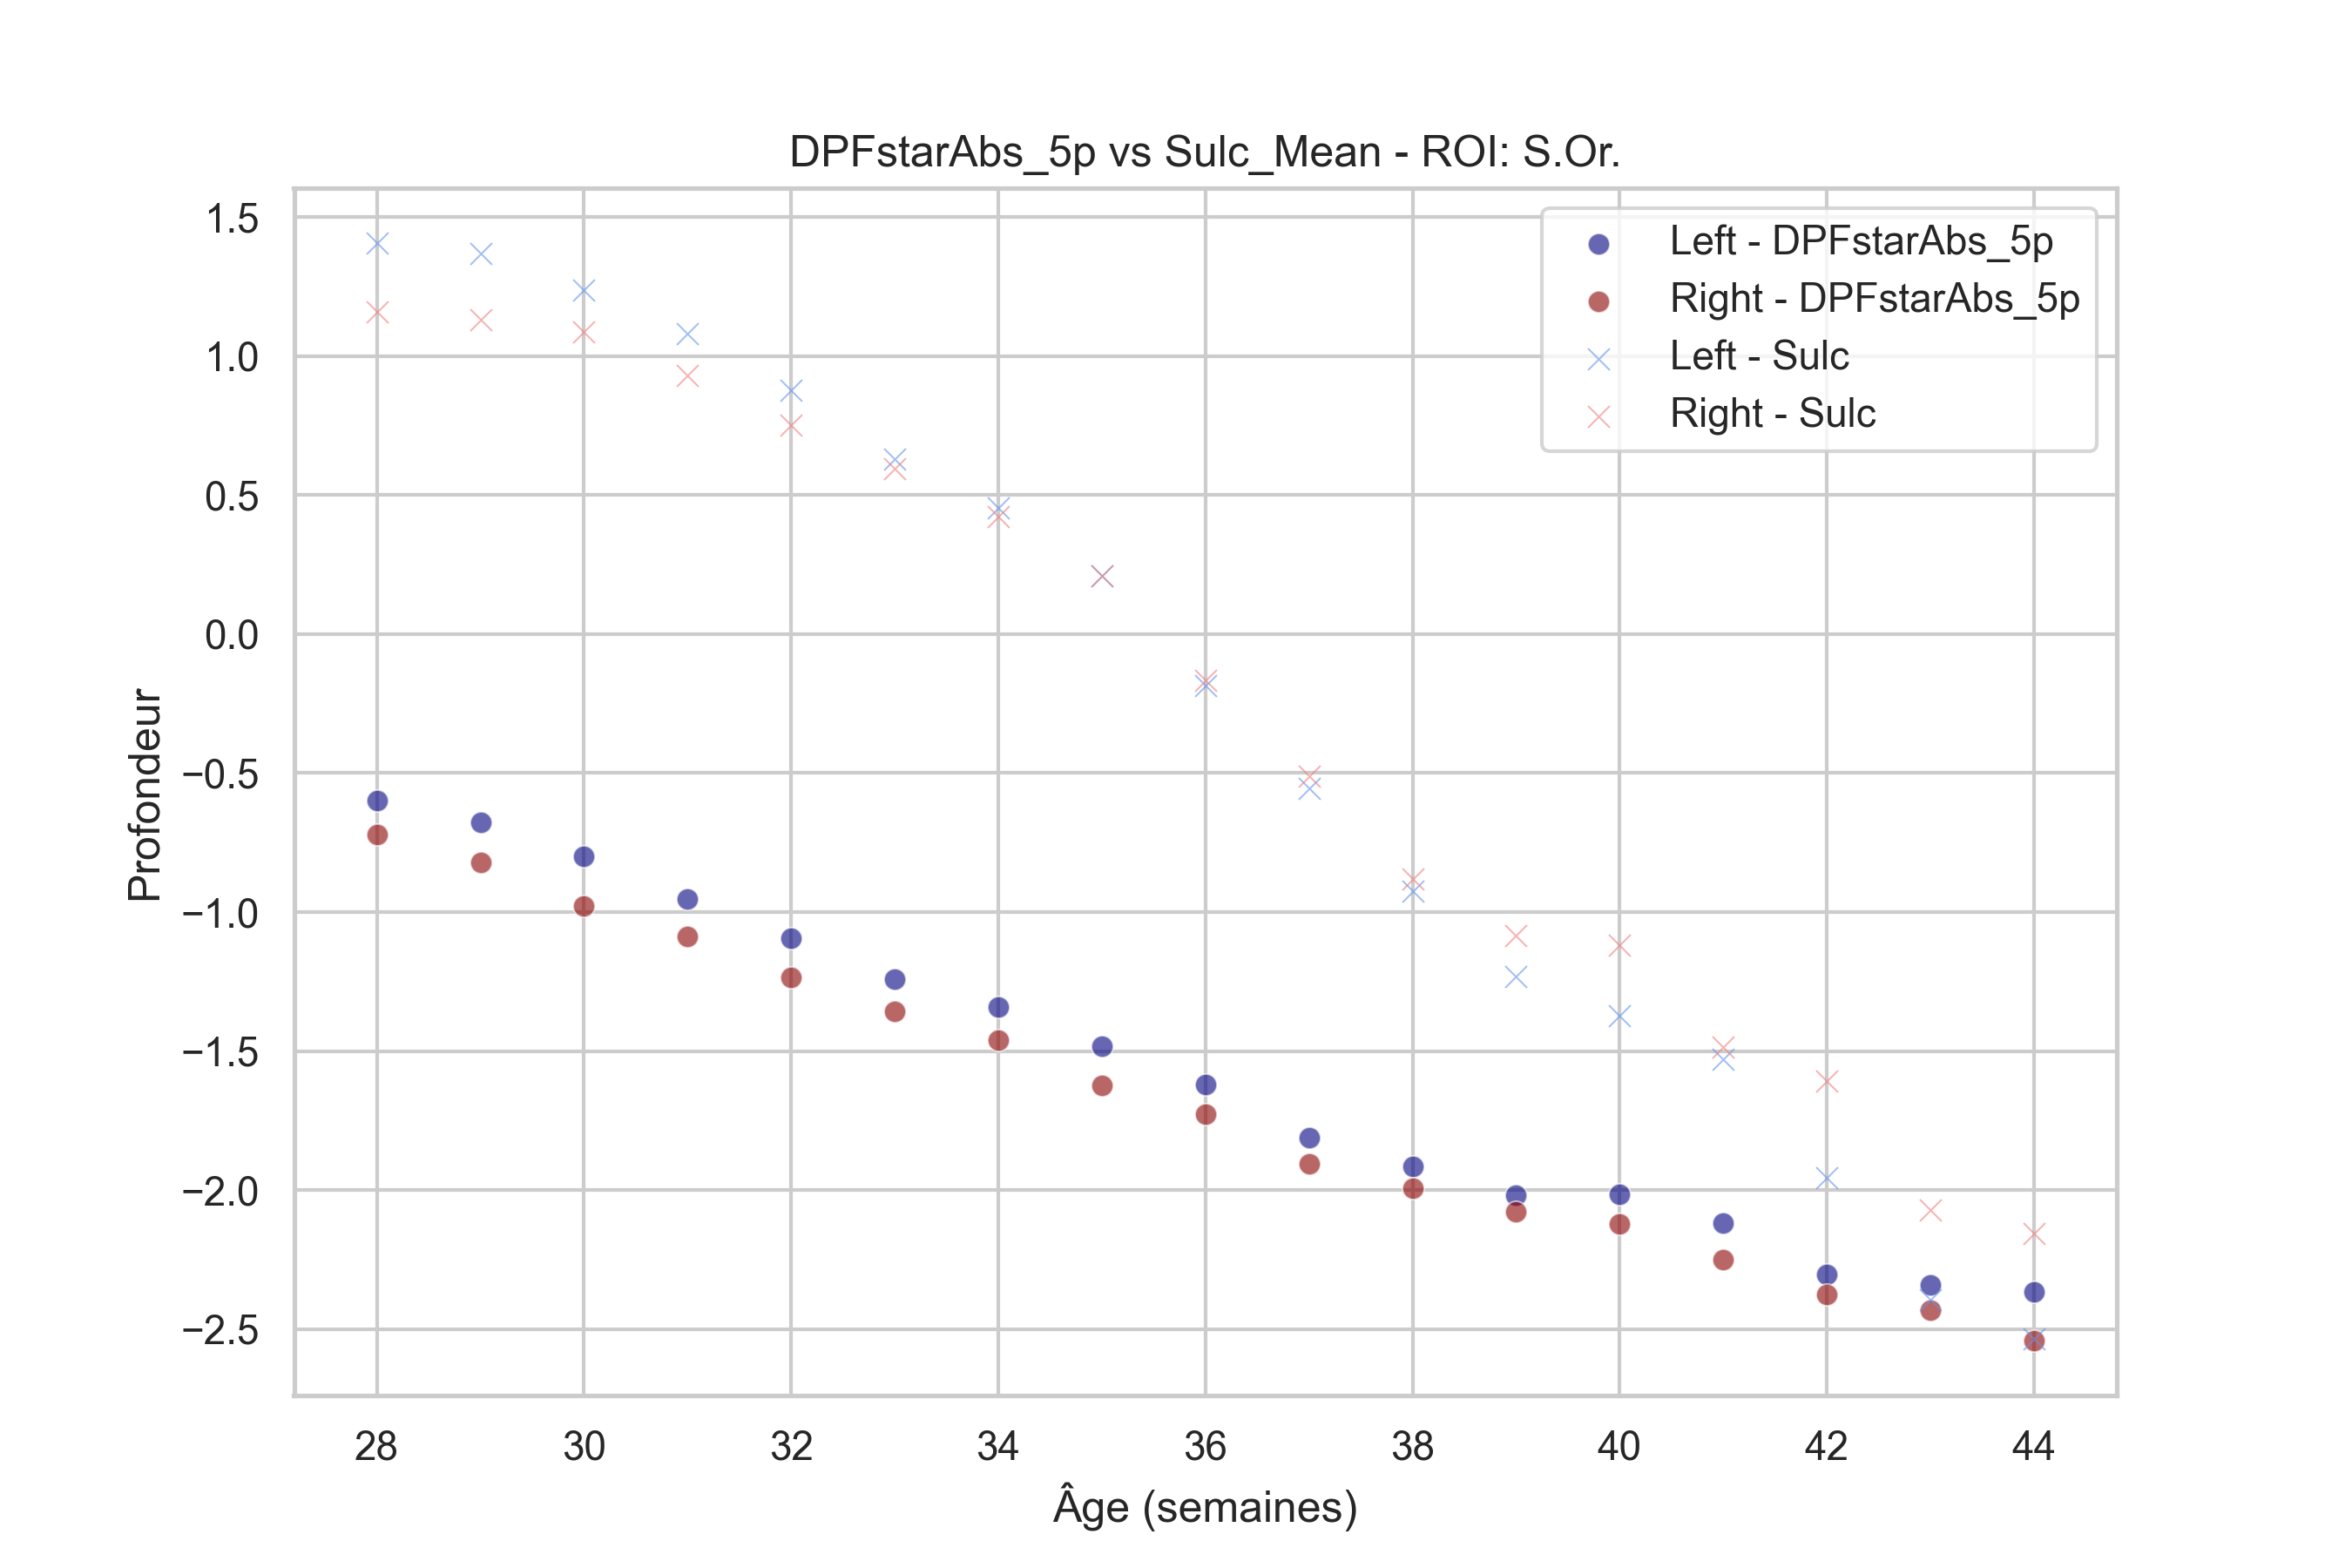 DPFstarAbs_5p vs Sulc_Mean - ROI: S.Or.
Left - DPFstarAbs_5p
Right - DPFstarAbs_5p
Left - Sulc
Right - Sulc
1.5
1.0
0.5
0.0
−0.5
−1.0
−1.5
−2.0
−2.5
Profondeur
28 30 32 34 36 38 40 42 44
Âge (semaines)